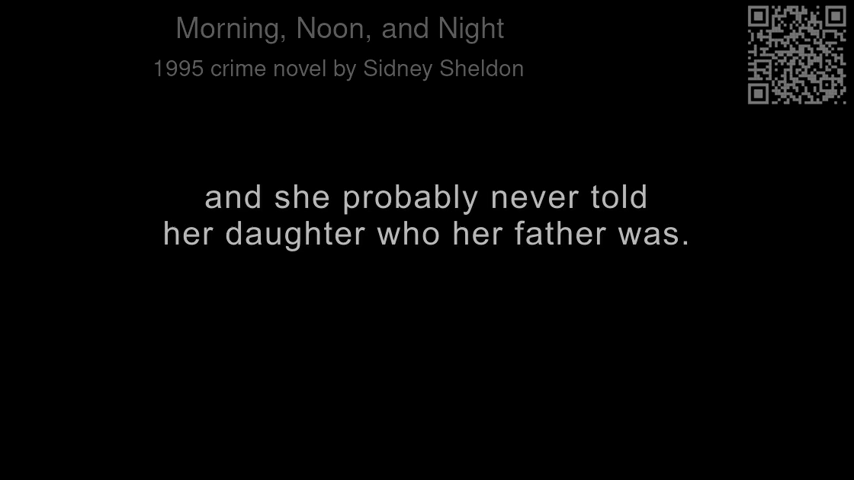 Morning, Noon, and Night
1995 crime novel by Sidney Sheldon
and she probably never told
her daughter who her father was.